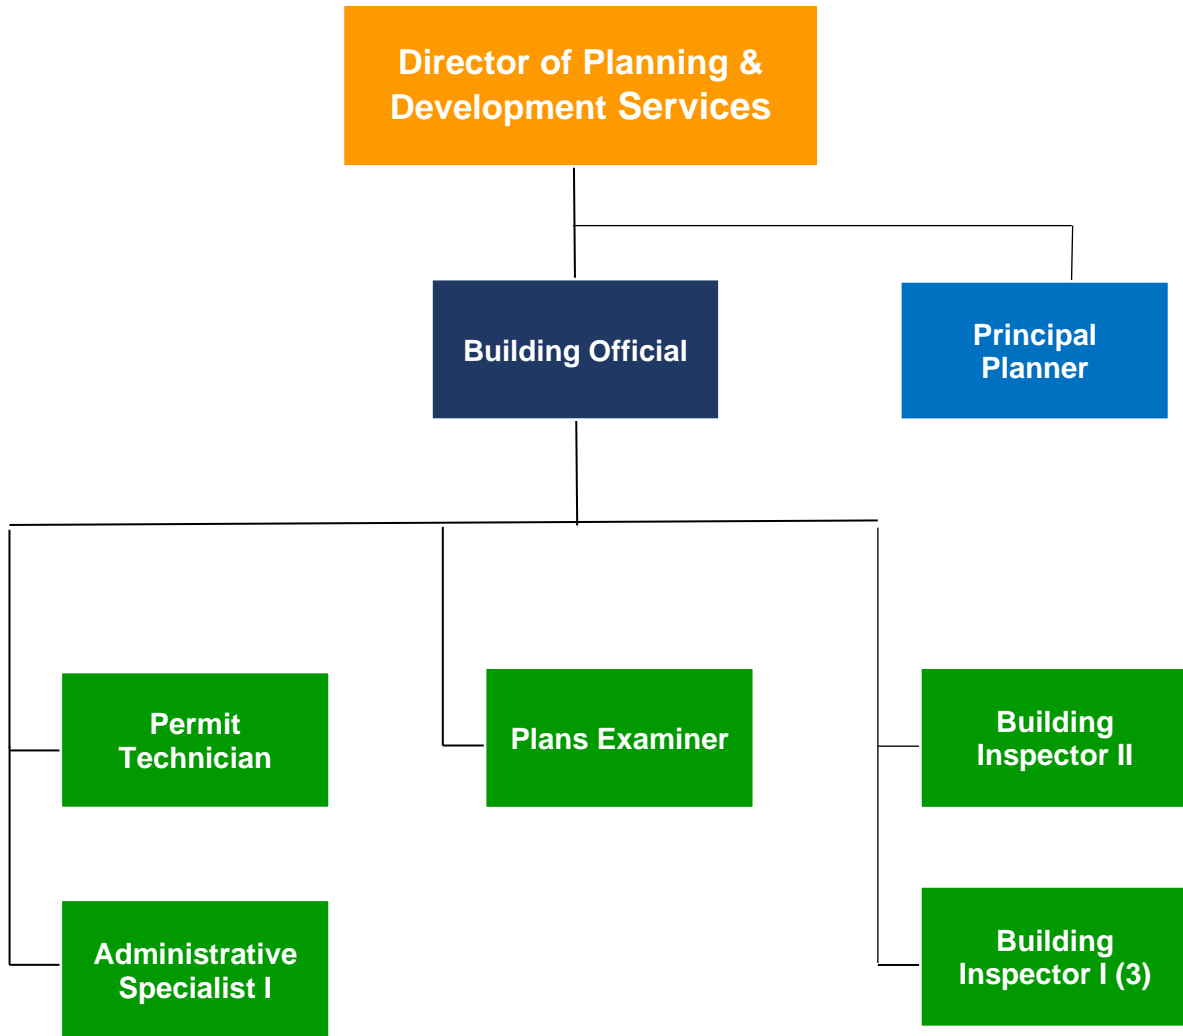 Director of Planning &
Development Services
Building Official
Principal
Planner
Permit
Technician
Plans Examiner
Building
Inspector II
Administrative
Specialist I
Building
Inspector I (3)